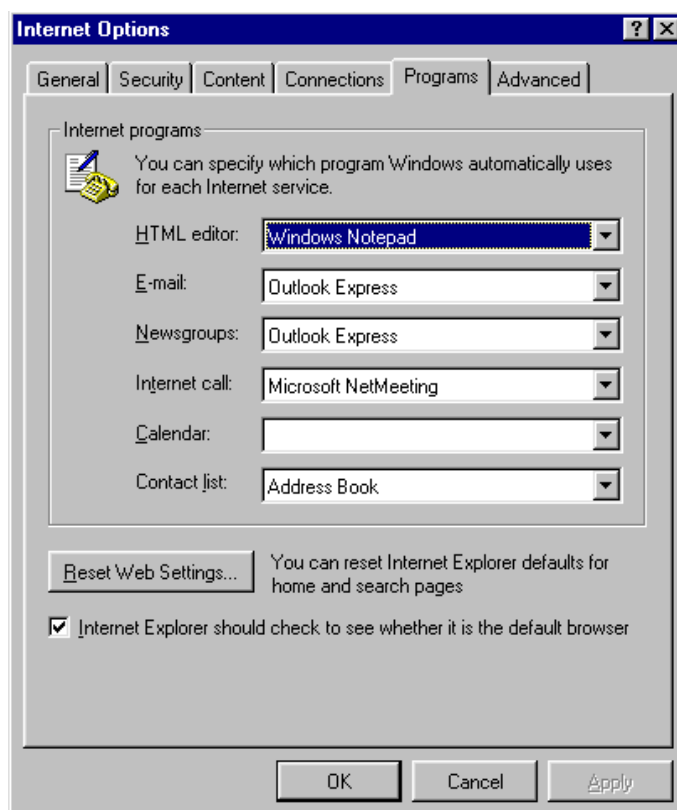 Internet Options
General Security Content Connections Programs Advanced
Internet programs
You can specify which program Windows automatically uses
for each Internet service.
HTML editor: Windows Notepad
E-mail: Outlook Express
Newsgroups: Outlook Express
Internet call: Microsoft NetMeeting
Calendar:
Contact list: Address Book
Reset Web Settings... You can reset Internet Explorer defaults for
home and search pages
Internet Explorer should check to see whether it is the default browser
OK Cancel Apply